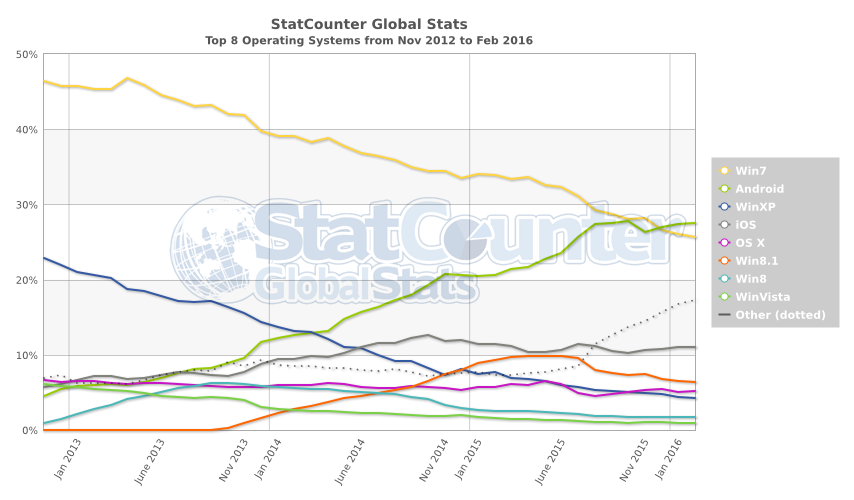 StatCounter Global Stats
Top 8 Operating Systems from Nov 2012 to Feb 2016
50%
40%
30%
20%
10%
0%
StatCounter
GlobalStats
Win7
Android
WinXP
iOS
OS X
Win8.1
Win8
WinVista
Other (dotted)
Jan 2013
June 2013
Nov 2013
Jan 2014
June 2014
Nov 2014
Jan 2015
June 2015
Nov 2015
Jan 2016